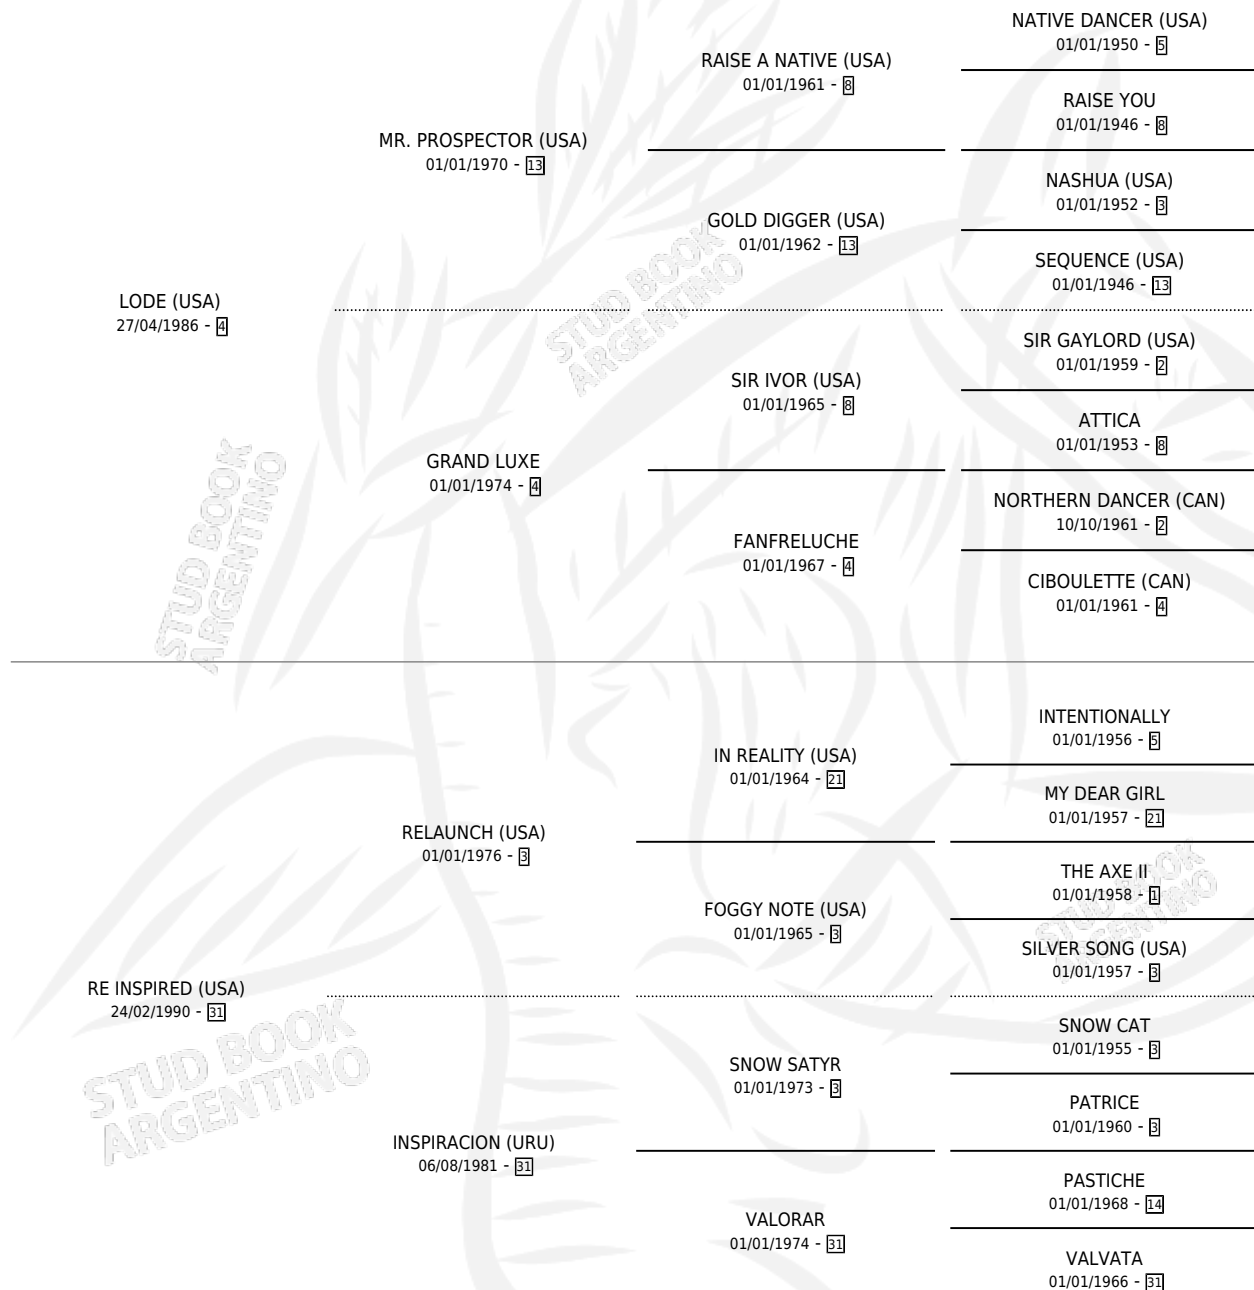 NATIVE DANCER (USA)
01/01/1950 - 5
RAISE A NATIVE (USA)
01/01/1961 - 8
RAISE YOU
01/01/1946 - 8
MR. PROSPECTOR (USA)
01/01/1970 - 13
NASHUA (USA)
01/01/1952 - 3
GOLD DIGGER (USA)
01/01/1962 - 13
SEQUENCE (USA)
01/01/1946 - 13
LODE (USA)
27/04/1986 - 4
STUD BOOK
ARGENTINO
SIR GAYLORD (USA)
01/01/1959 - 2
SIR IVOR (USA)
01/01/1965 - 8
ATTICA
01/01/1953 - 8
GRAND LUXE
01/01/1974 - 4
NORTHERN DANCER (CAN)
10/10/1961 - 2
FANFRELUCHE
01/01/1967 - 4
CIBOULETTE (CAN)
01/01/1961 - 4
STUD BOOK
ARGENTINO
INTENTIONALLY
01/01/1956 - 5
IN REALITY (USA)
01/01/1964 - 21
MY DEAR GIRL
01/01/1957 - 21
RELAUNCH (USA)
01/01/1976 - 3
THE AXE II
01/01/1958 - 1
FOGGY NOTE (USA)
01/01/1965 - 3
STUD BOOK
ARGENTINO
SILVER SONG (USA)
01/01/1957 - 3
RE INSPIRED (USA)
24/02/1990 - 31
STUD BOOK
ARGENTINO
SNOW CAT
01/01/1955 - 3
SNOW SATYR
01/01/1973 - 3
PATRICE
01/01/1960 - 3
INSPIRACION (URU)
06/08/1981 - 31
PASTICHE
01/01/1968 - 14
VALORAR
01/01/1974 - 31
VALVATA
01/01/1966 - 31